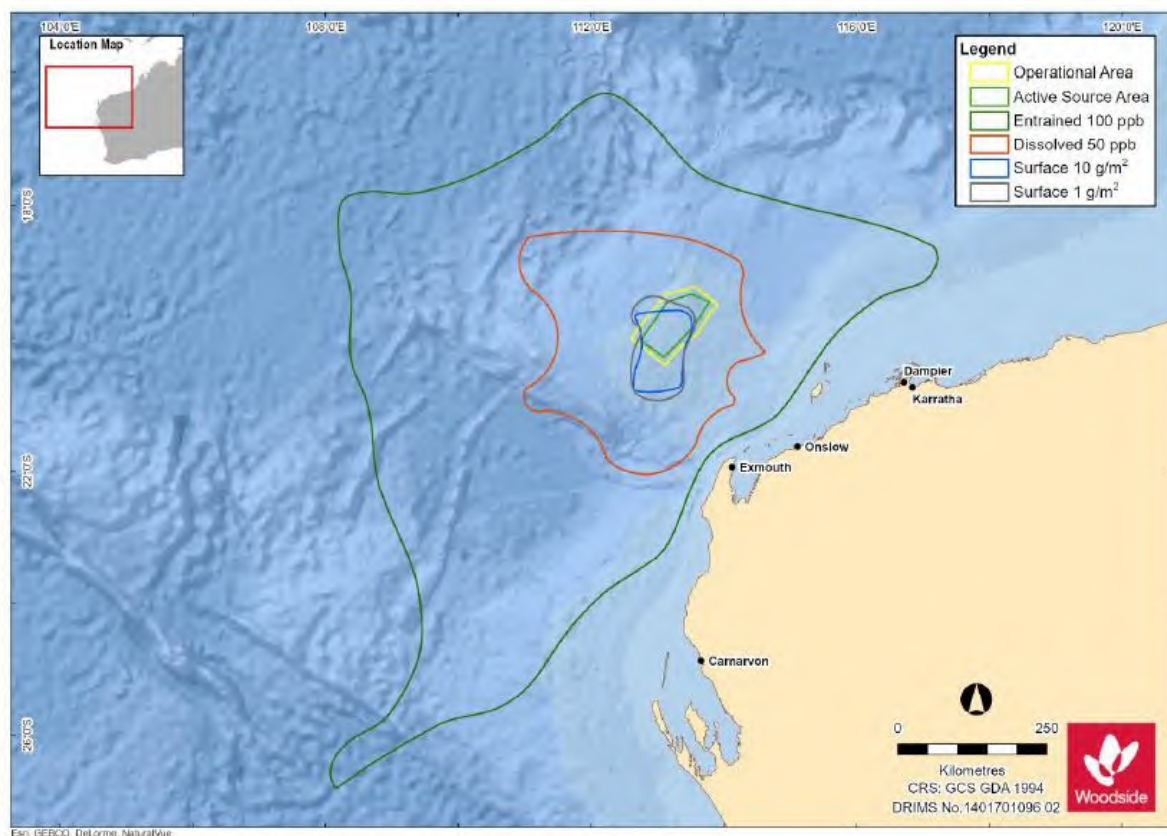 104°0'E 108°0'E 112°0'E 116°0'E 120°0'E
Location Map
Legend
Operational Area
Active Source Area
Entrained 100 ppb
Dissolved 50 ppb
Surface 10 g/m²
Surface 1 g/m²
18°0'S
22°0'S
26°0'S
Dampier
Karratha
Onslow
Exmouth
Carnarvon
0 250
Kilometres
CRS: GCS GDA 1994
DRIMS No.1401701096 02
Woodside
Esri, GEBCO, DeLorme, NaturalVue